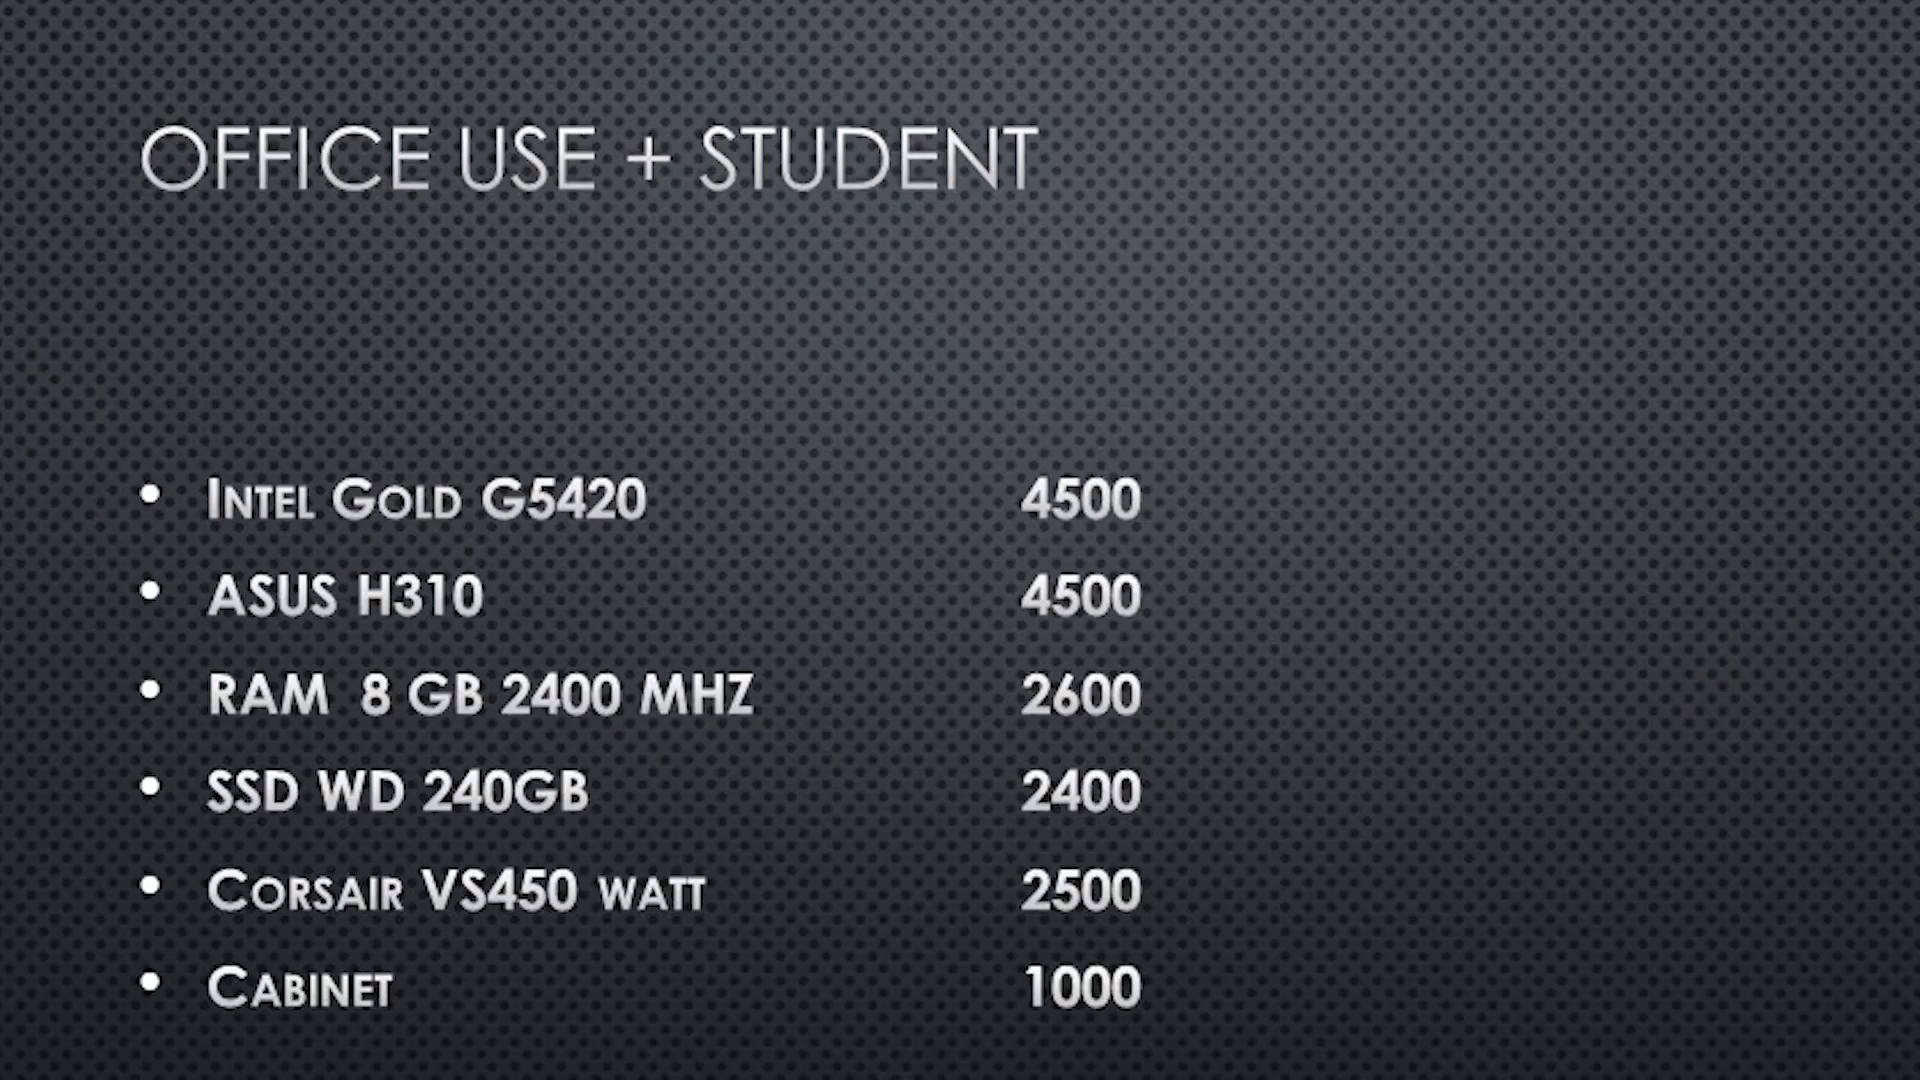 OFFICE USE + STUDENT
• INTEL GOLD G5420 4500
• ASUS H310 4500
• RAM 8 GB 2400 MHZ 2600
• SSD WD 240GB 2400
• CORSAIR VS450 WATT 2500
• CABINET 1000